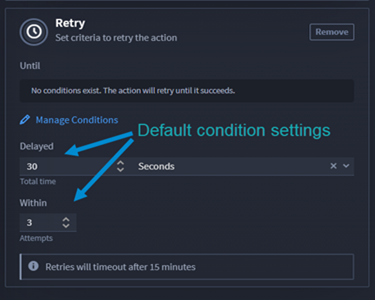 Retry
Set criteria to retry the action
Remove
Until
No conditions exist. The action will retry until it succeeds.
Manage Conditions
Default condition settings
Delayed
30 Seconds
Total time
Within
3
Attempts
Retries will timeout after 15 minutes